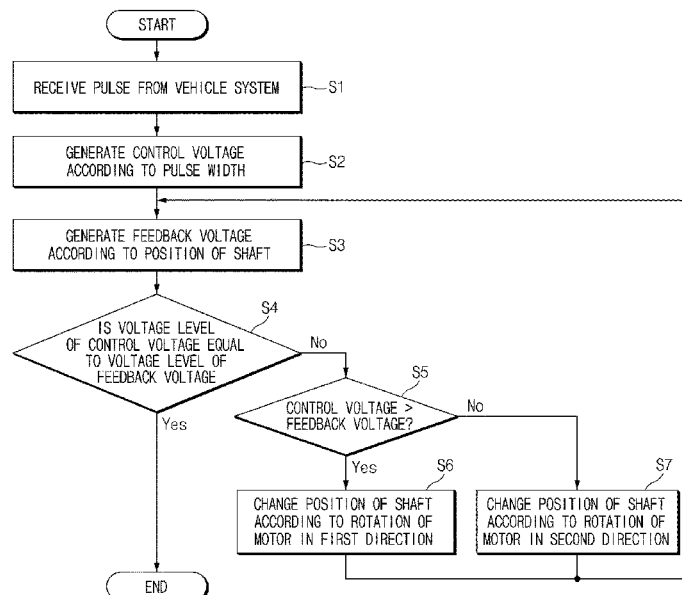 START
RECEIVE PULSE FROM VEHICLE SYSTEM
S1
GENERATE CONTROL VOLTAGE
ACCORDING TO PULSE WIDTH
S2
GENERATE FEEDBACK VOLTAGE
ACCORDING TO POSITION OF SHAFT
S3
S4
IS VOLTAGE LEVEL
OF CONTROL VOLTAGE EQUAL
TO VOLTAGE LEVEL OF
FEEDBACK VOLTAGE
No
Yes
S5
CONTROL VOLTAGE >
FEEDBACK VOLTAGE?
No
Yes
S6
CHANGE POSITION OF SHAFT
ACCORDING TO ROTATION OF
MOTOR IN FIRST DIRECTION
S7
CHANGE POSITION OF SHAFT
ACCORDING TO ROTATION OF
MOTOR IN SECOND DIRECTION
END